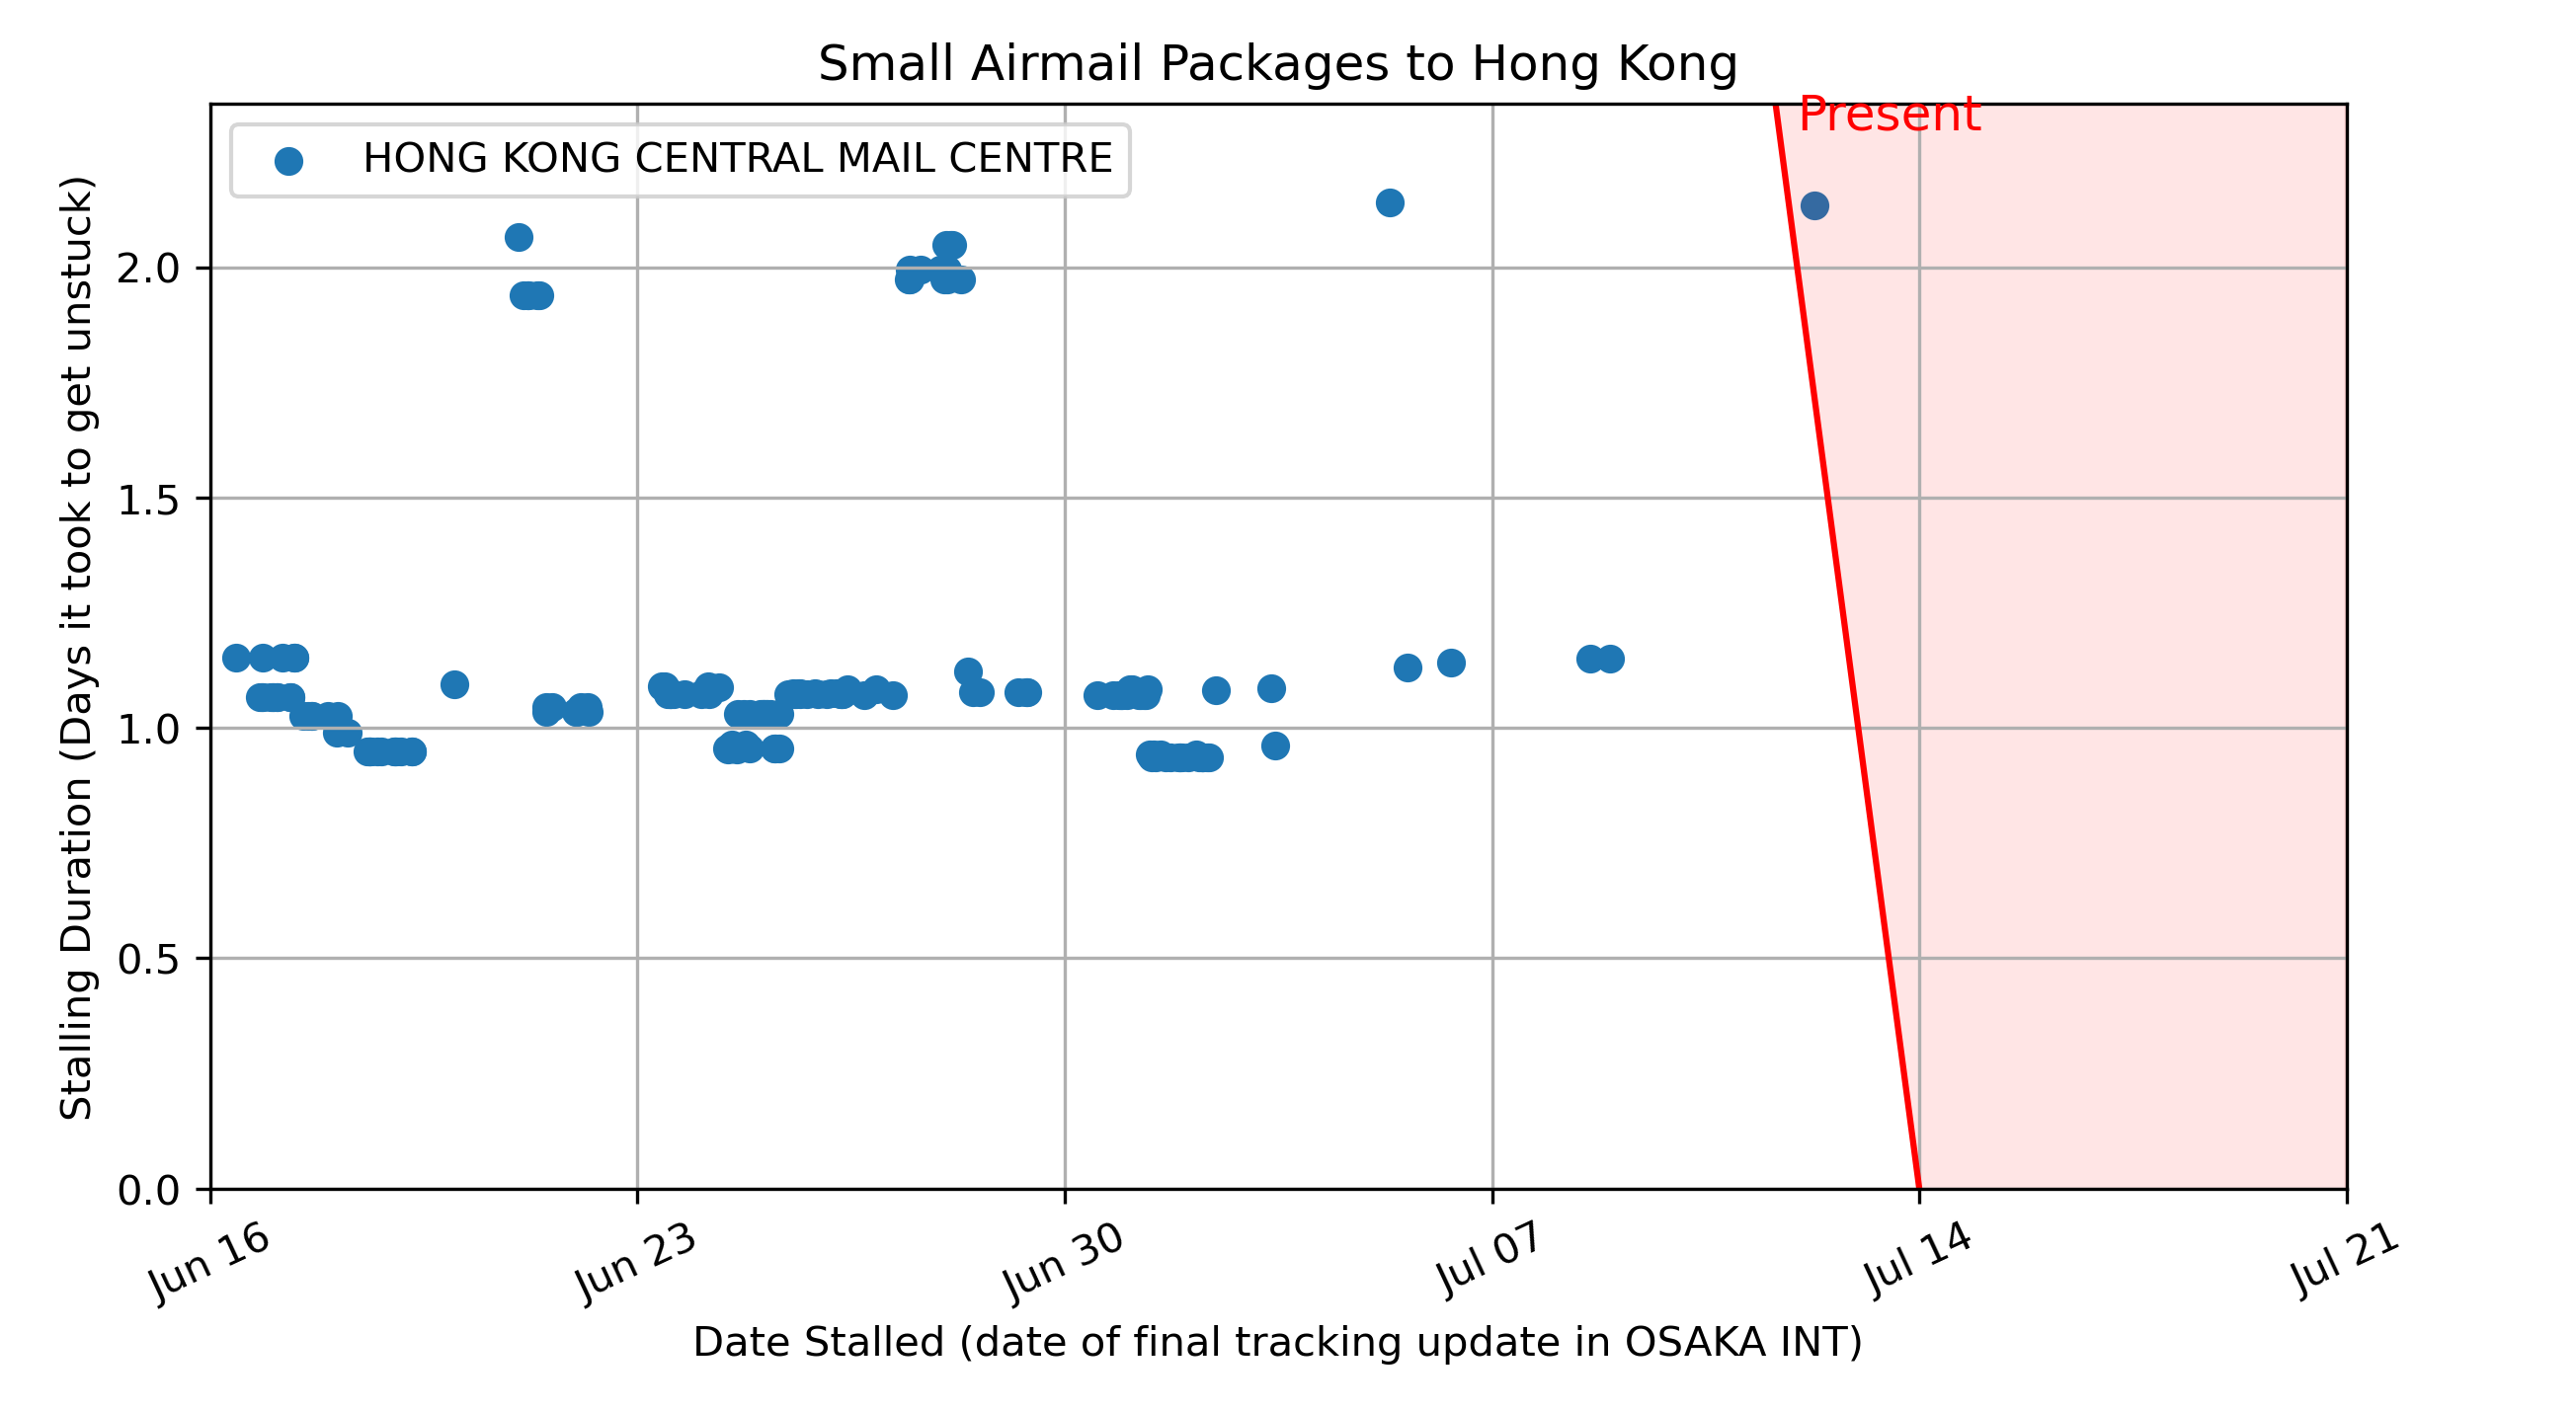 Small Airmail Packages to Hong Kong
Present
HONG KONG CENTRAL MAIL CENTRE
Stalling Duration (Days it took to get unstuck)
2.0
1.5
1.0
0.5
0.0
Jun 16
Jun 23
Jun 30
Jul 07
Jul 14
Jul 21
Date Stalled (date of final tracking update in OSAKA INT)